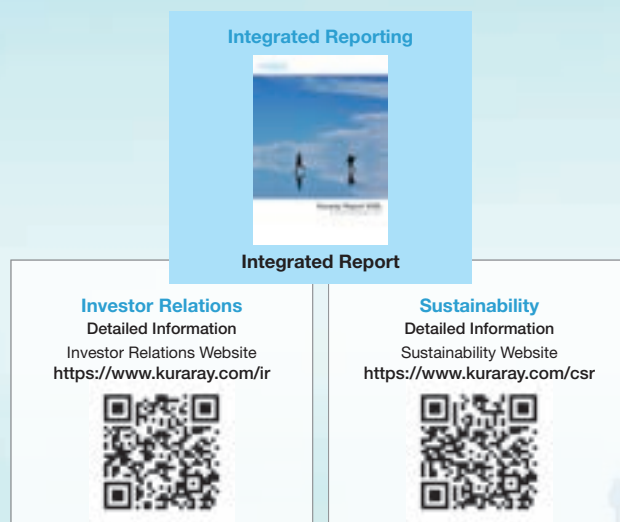 Integrated Reporting
Integrated Report
Investor Relations
Detailed Information
Investor Relations Website
https://www.kuraray.com/ir
Sustainability
Detailed Information
Sustainability Website
https://www.kuraray.com/csr